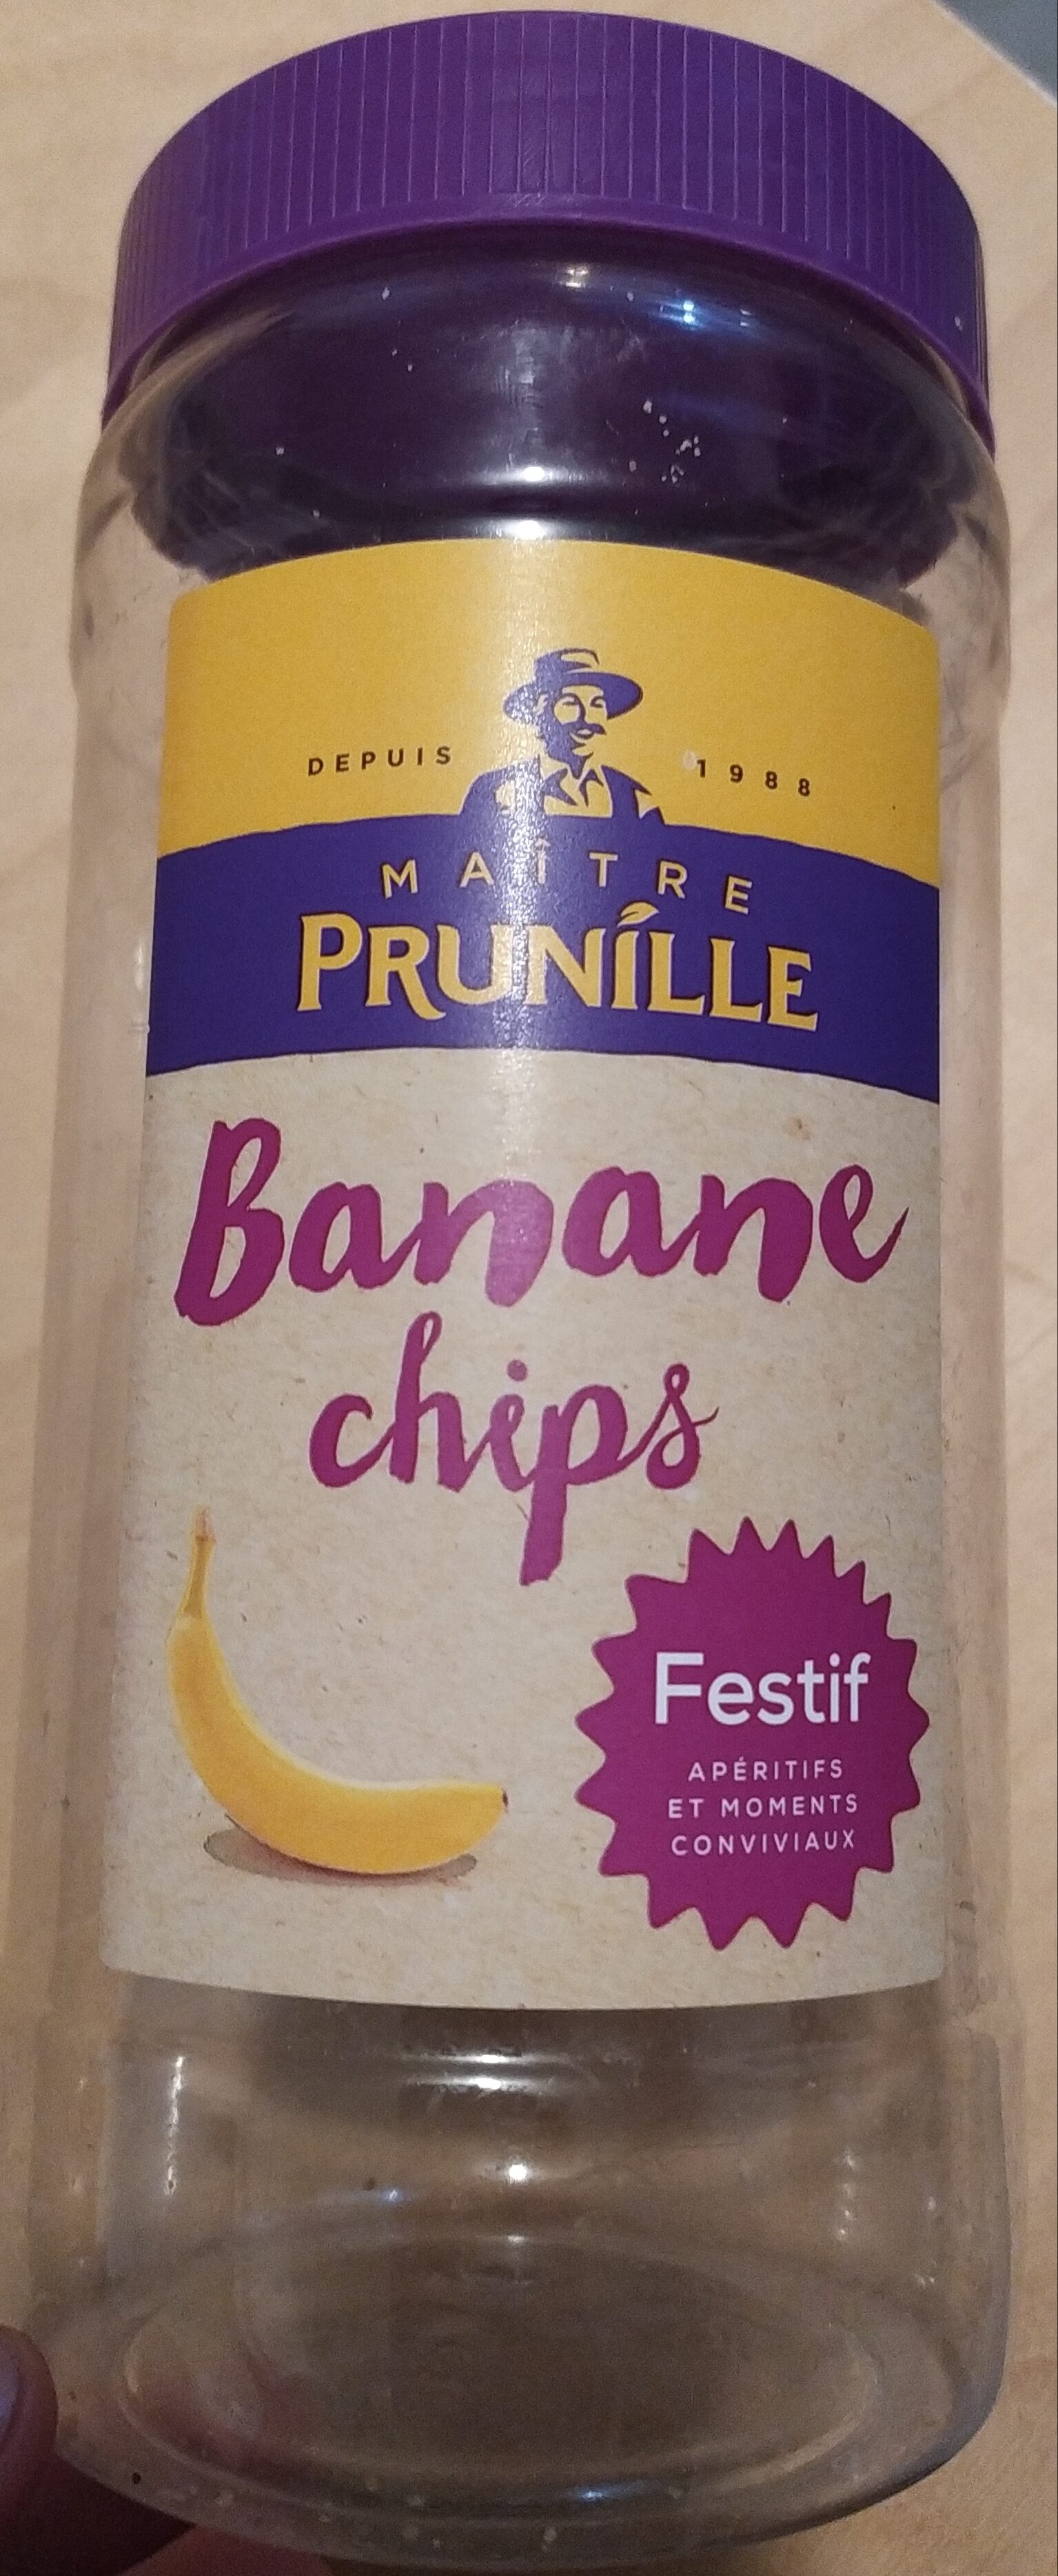 DEPUIS 1988
MAÎTRE
PRUNÍLLE
Banane
chips
Festif
APÉRITIFS
ET MOMENTS
CONVIVIAUX